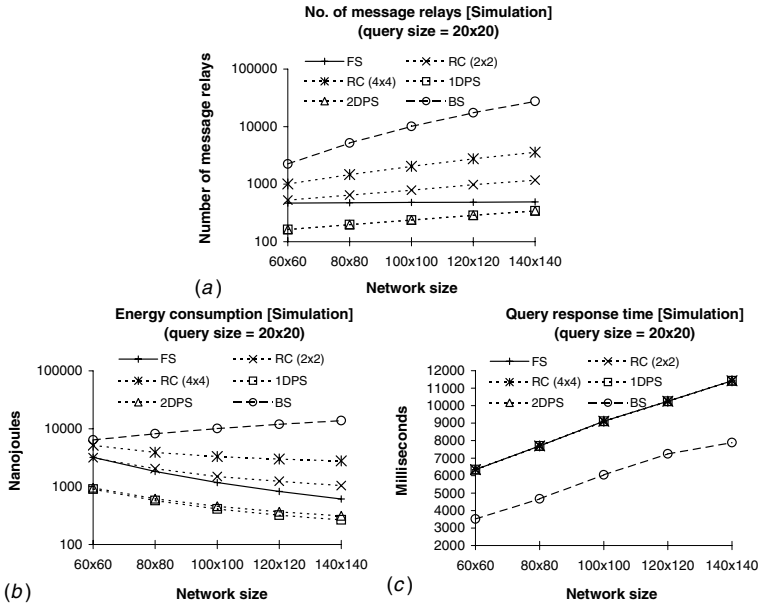 No. of message relays [Simulation]
(query size = 20x20)
FS
RC (2x2)
RC (4x4)
1DPS
2DPS
BS
Number of message relays
100000
10000
1000
100
60x60 80x80 100x100 120x120 140x140
Network size
(a)
Energy consumption [Simulation]
(query size = 20x20)
FS
RC (2x2)
RC (4x4)
1DPS
2DPS
BS
Nanojoules
100000
10000
1000
100
60x60 80x80 100x100 120x120 140x140
Network size
(b)
Query response time [Simulation]
(query size = 20x20)
FS
RC (2x2)
RC (4x4)
1DPS
2DPS
BS
Milliseconds
12000
11000
10000
9000
8000
7000
6000
5000
4000
3000
2000
60x60 80x80 100x100 120x120 140x140
Network size
(c)